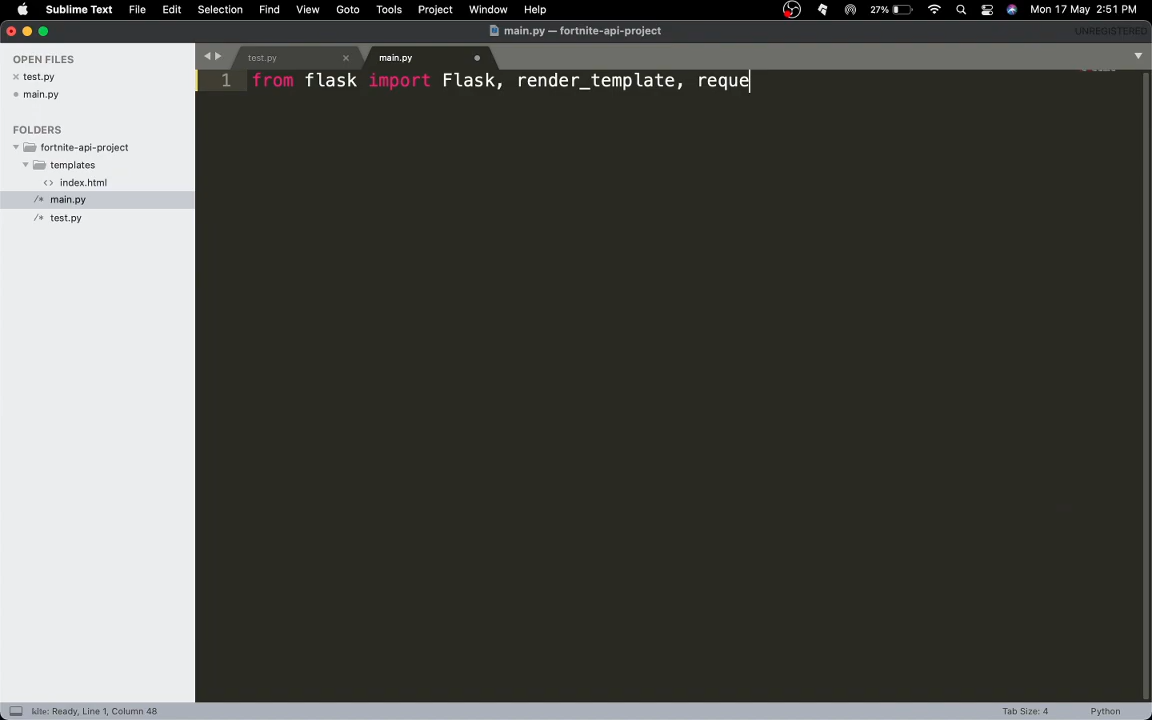 Sublime Text File Edit Selection Find View Goto Tools Project Window Help 27% Mon 17 May 2:51 PM
main.py — fortnite-api-project UNREGISTERED
OPEN FILES
test.py
main.py
FOLDERS
fortnite-api-project
templates
<> index.html
/* main.py
/* test.py
test.py main.py
1 from flask import Flask, render_template, reque
kite: Ready, Line 1, Column 48 Tab Size: 4 Python